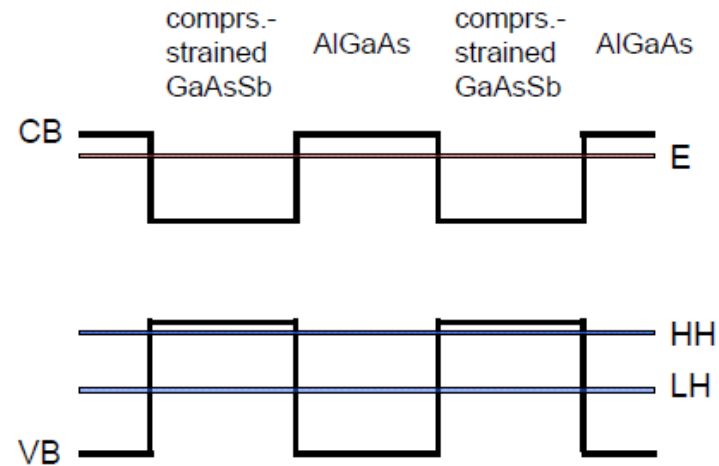 comprs.-
strained
GaAsSb
AlGaAs
comprs.-
strained
GaAsSb
AlGaAs
CB
E
HH
LH
VB